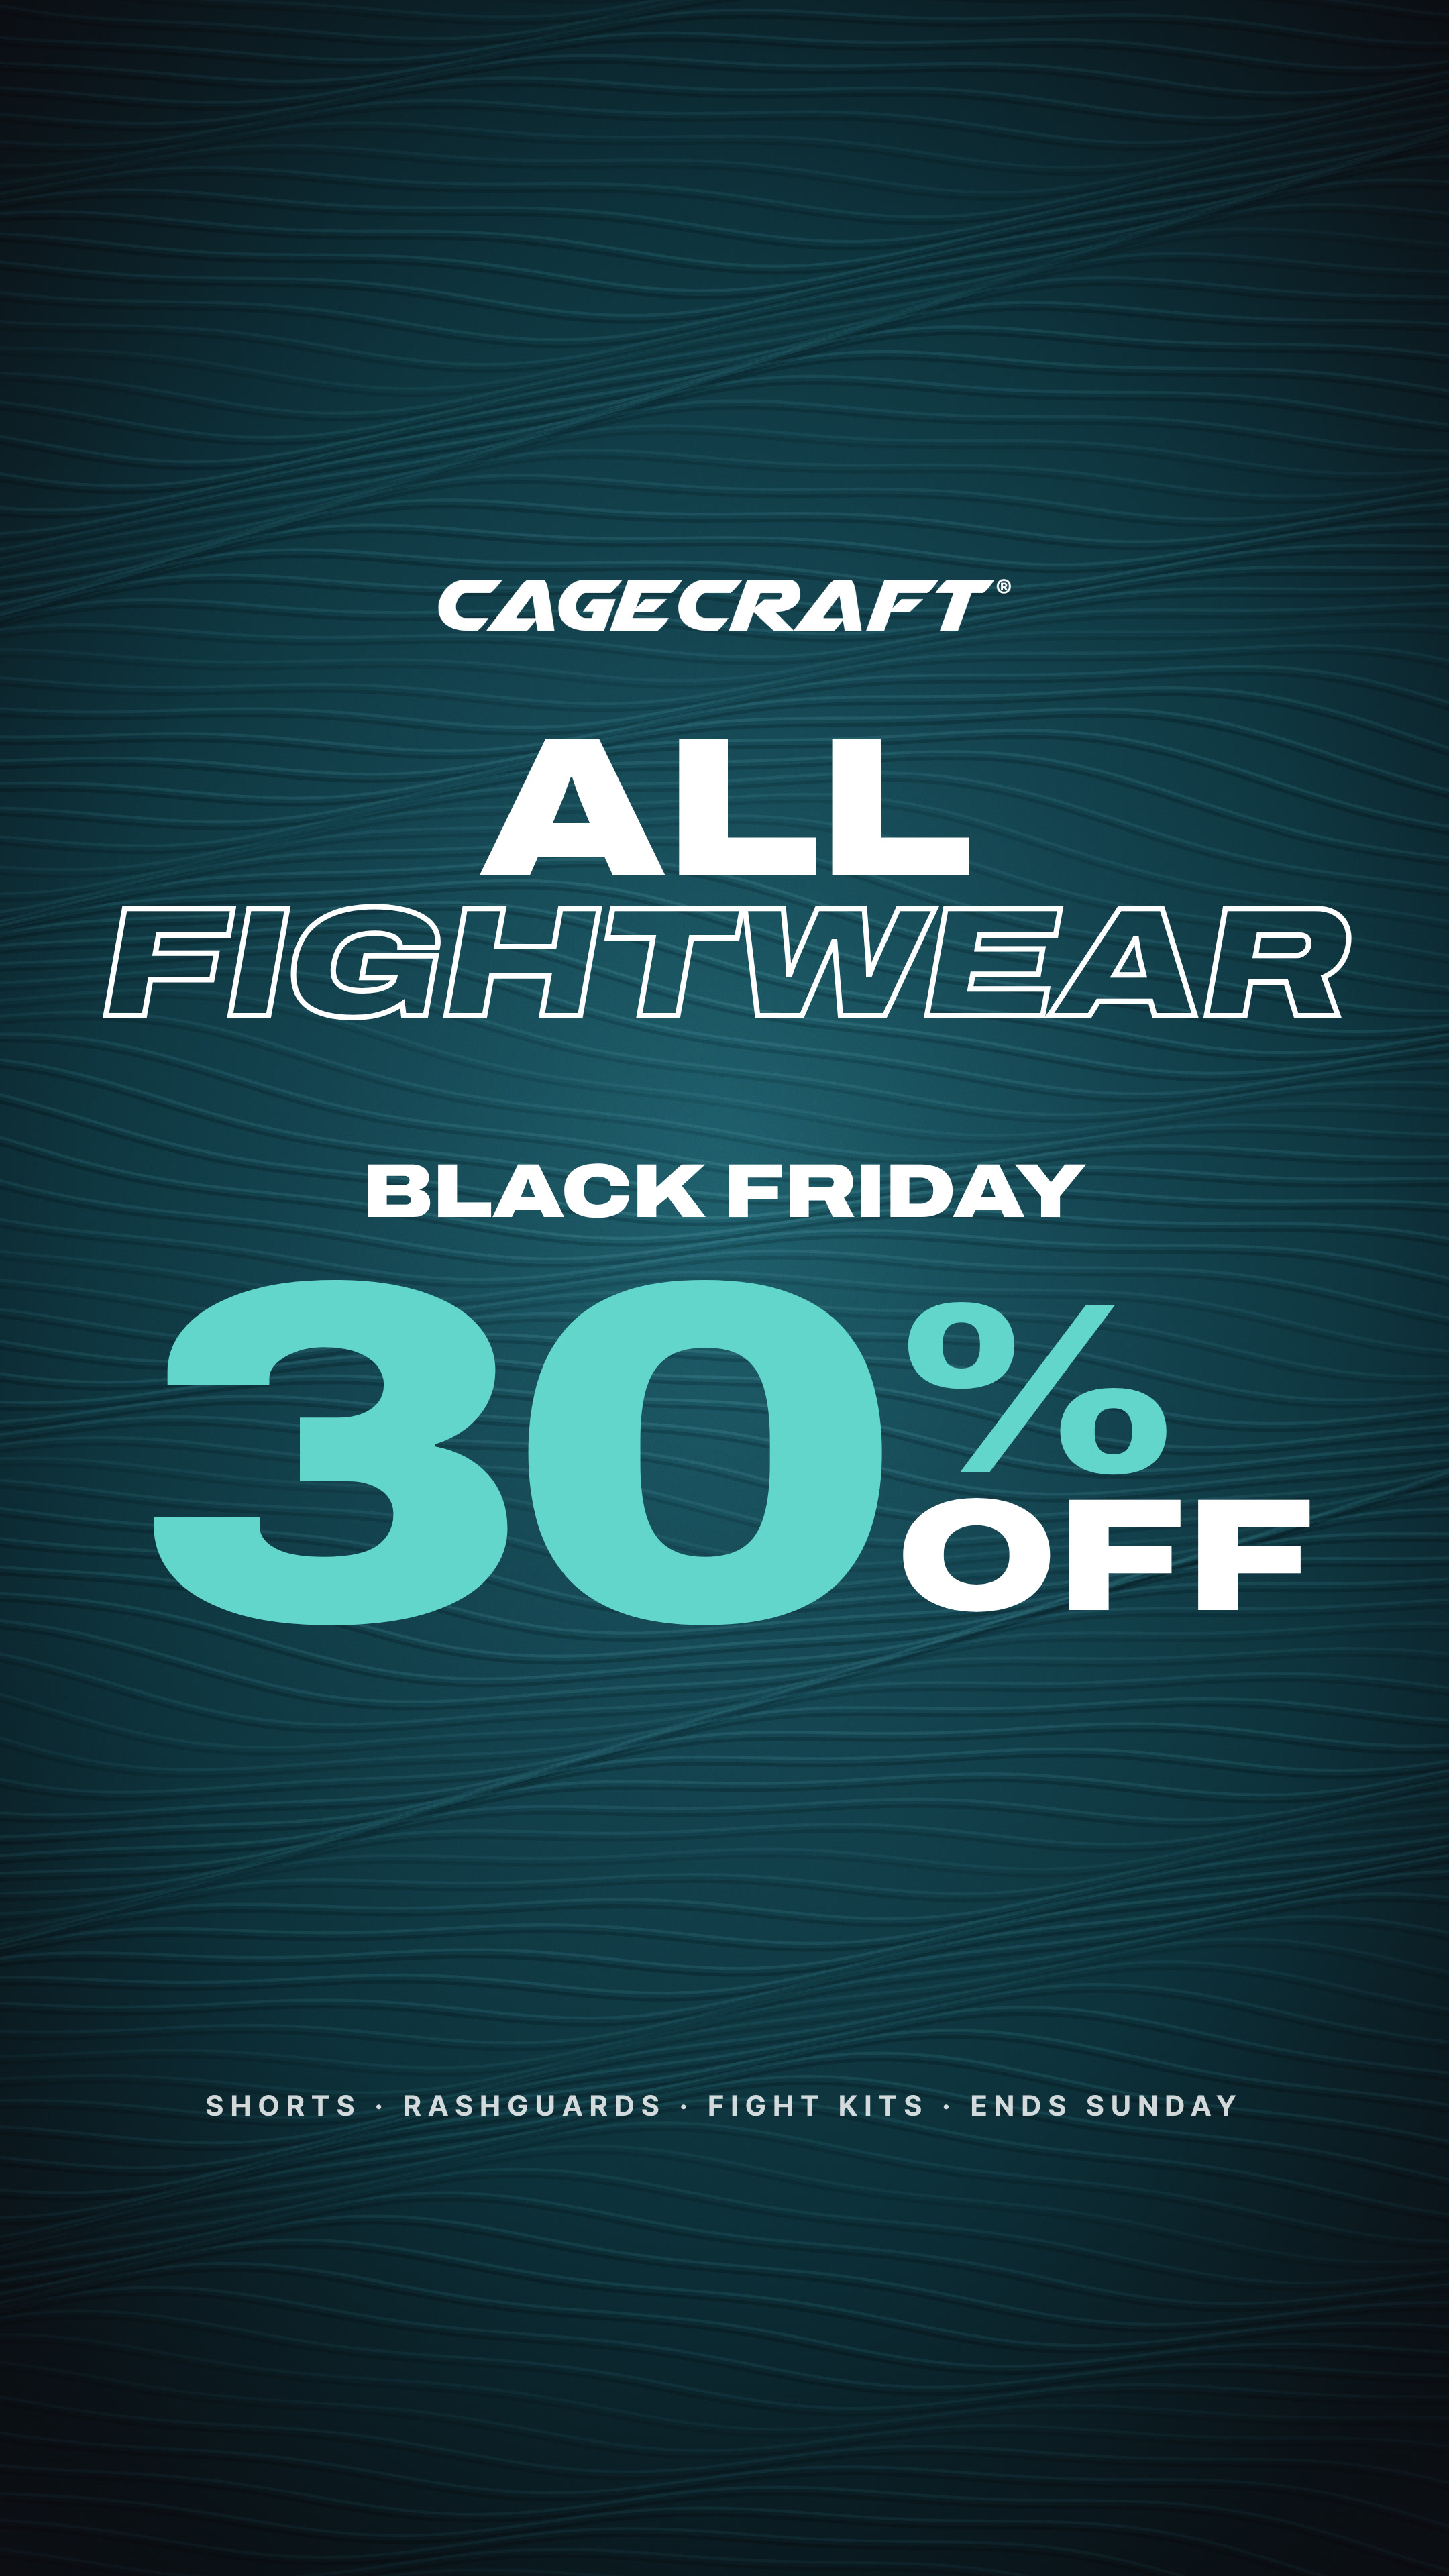 CAGECRAFT®
ALL
FIGHTWEAR
BLACK FRIDAY
30%
OFF
SHORTS · RASHGUARDS · FIGHT KITS · ENDS SUNDAY